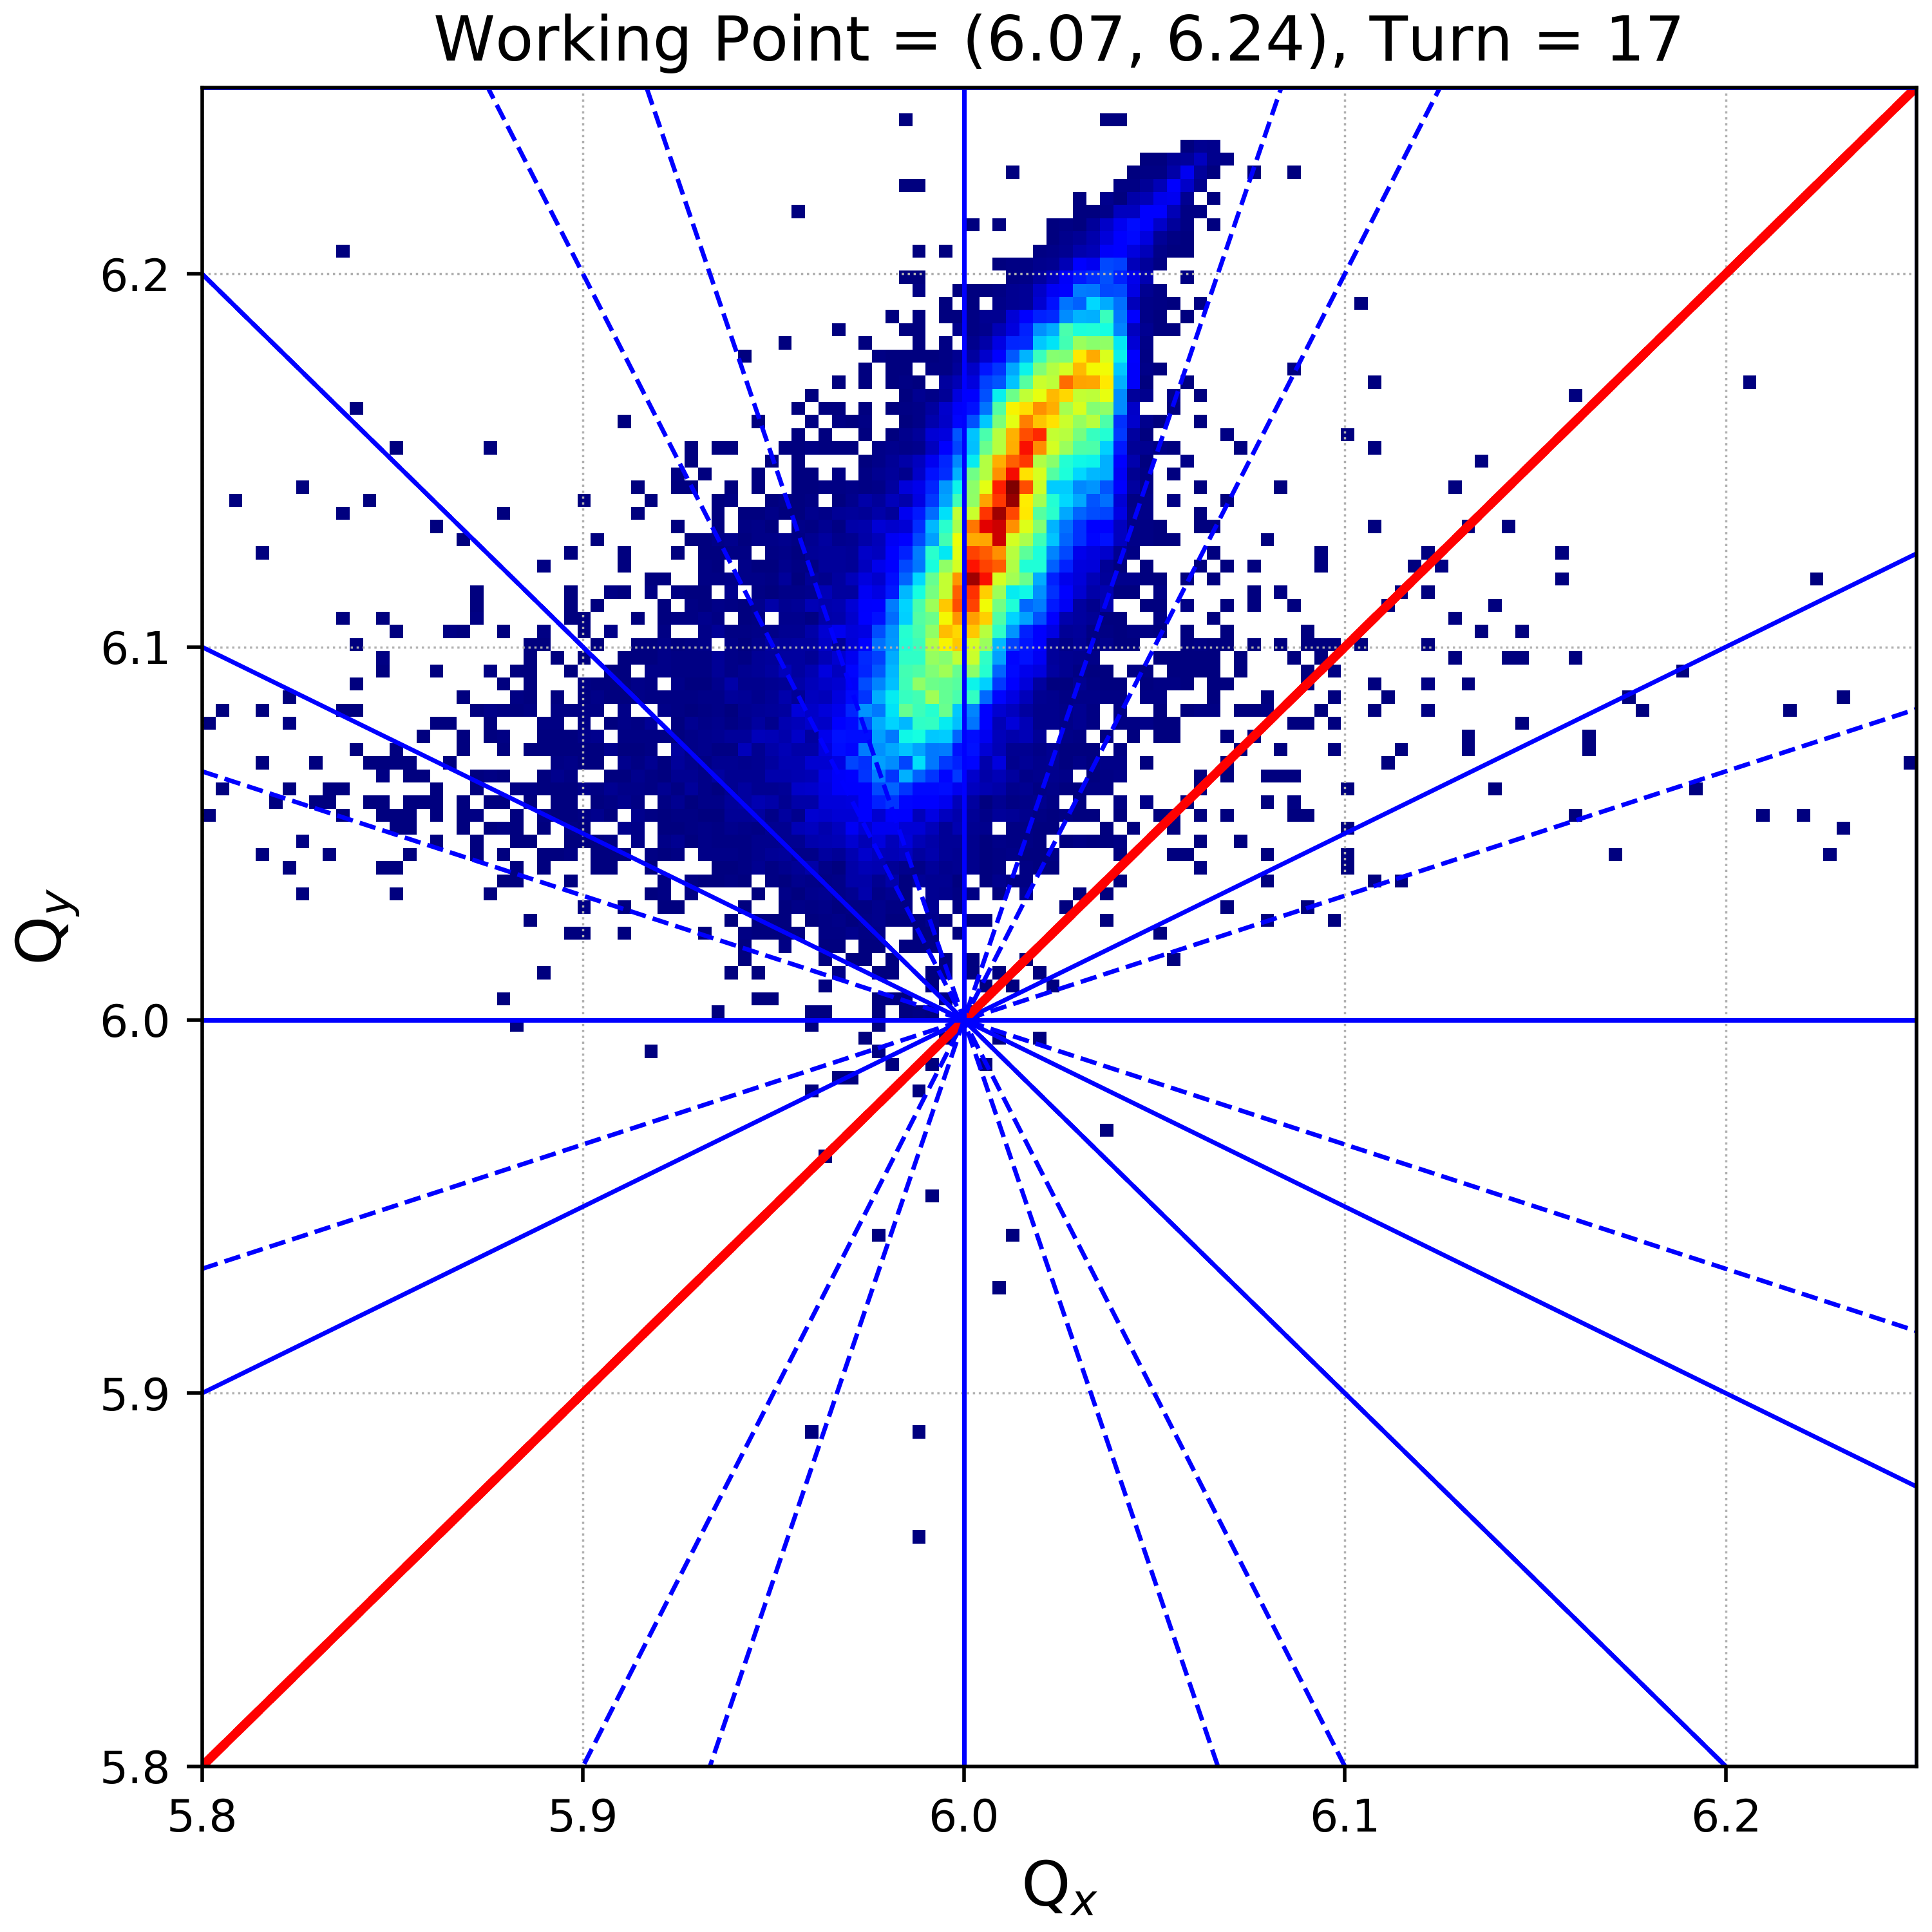 Working Point = (6.07, 6.24), Turn = 17
6.2
6.1
6.0
5.9
5.8
Qy
5.8 5.9 6.0 6.1 6.2
Qx